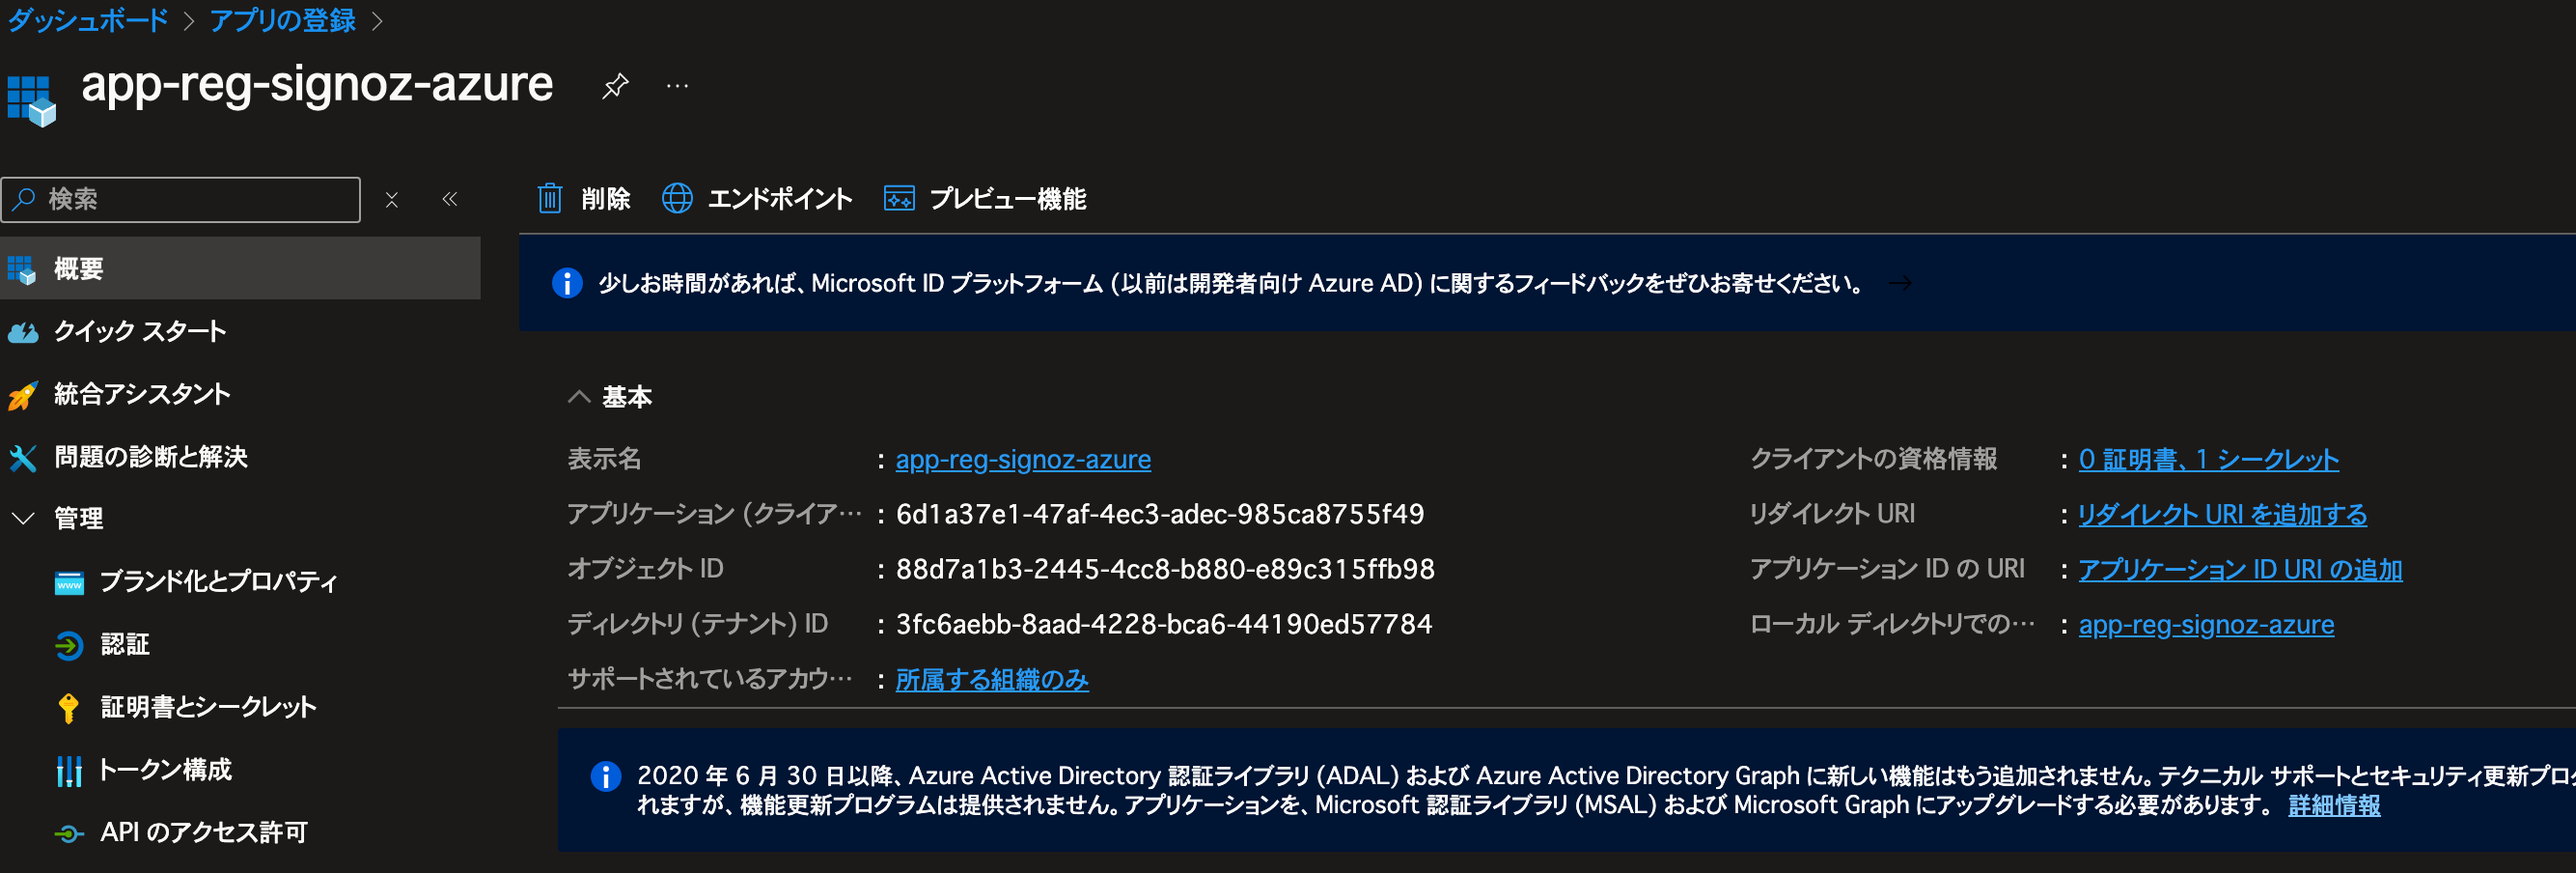 ダッシュボード > アプリの登録 >
app-reg-signoz-azure ...
検索
削除 エンドポイント プレビュー機能
概要
クイック スタート
統合アシスタント
問題の診断と解決
管理
ブランド化とプロパティ
認証
証明書とシークレット
トークン構成
API のアクセス許可
少しお時間があれば、Microsoft ID プラットフォーム (以前は開発者向け Azure AD) に関するフィードバックをぜひお寄せください。 →
基本
表示名 : app-reg-signoz-azure
アプリケーション (クライア… : 6d1a37e1-47af-4ec3-adec-985ca8755f49
オブジェクト ID : 88d7a1b3-2445-4cc8-b880-e89c315ffb98
ディレクトリ (テナント) ID : 3fc6aebb-8aad-4228-bca6-44190ed57784
サポートされているアカウ… : 所属する組織のみ
クライアントの資格情報 : 0 証明書、1 シークレット
リダイレクト URI : リダイレクト URI を追加する
アプリケーション ID の URI : アプリケーション ID URI の追加
ローカル ディレクトリでの… : app-reg-signoz-azure
2020 年 6 月 30 日以降、Azure Active Directory 認証ライブラリ (ADAL) および Azure Active Directory Graph に新しい機能はもう追加されません。テクニカル サポートとセキュリティ更新プロ
れますが、機能更新プログラムは提供されません。アプリケーションを、Microsoft 認証ライブラリ (MSAL) および Microsoft Graph にアップグレードする必要があります。 詳細情報